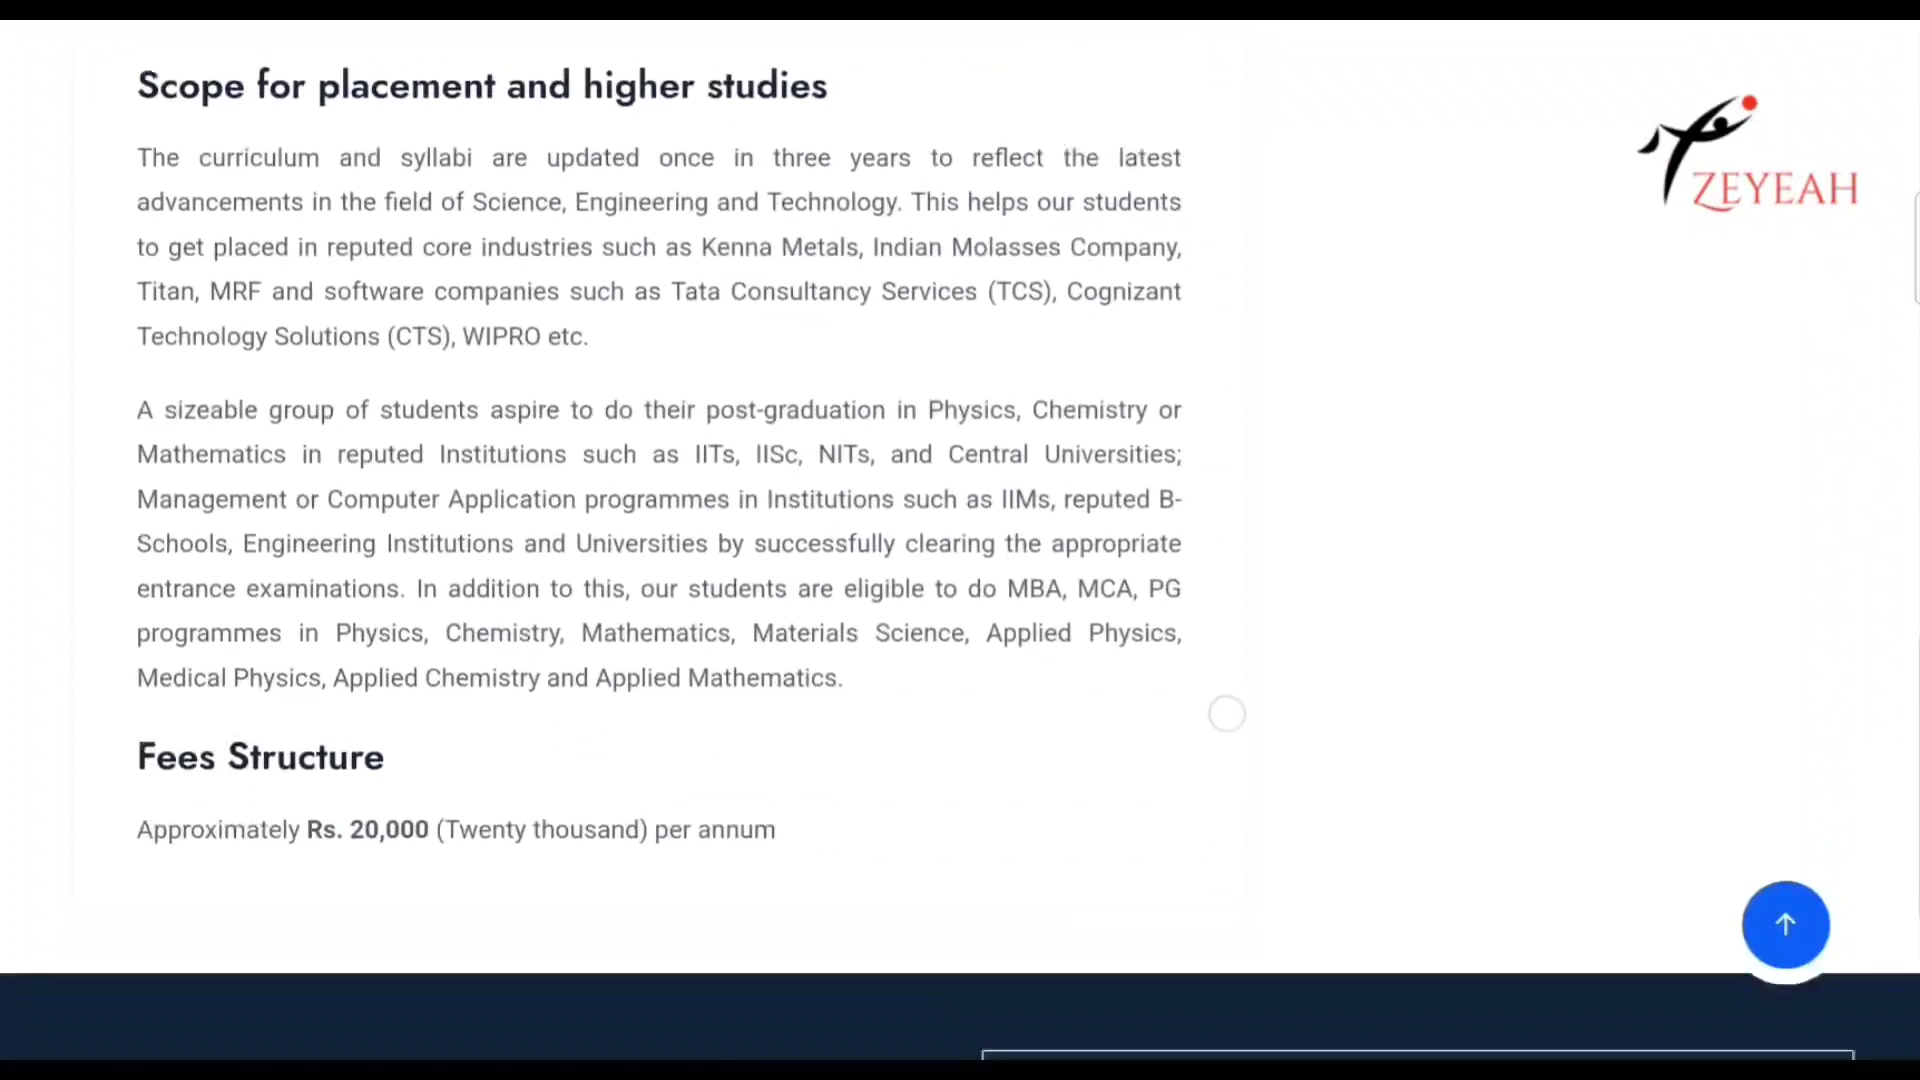 Scope for placement and higher studies
ZEYEAH
The curriculum and syllabi are updated once in three years to reflect the latest
advancements in the field of Science, Engineering and Technology. This helps our students
to get placed in reputed core industries such as Kenna Metals, Indian Molasses Company,
Titan, MRF and software companies such as Tata Consultancy Services (TCS), Cognizant
Technology Solutions (CTS), WIPRO etc.
A sizeable group of students aspire to do their post-graduation in Physics, Chemistry or
Mathematics in reputed Institutions such as IITs, IISc, NITs, and Central Universities;
Management or Computer Application programmes in Institutions such as IIMs, reputed B-
Schools, Engineering Institutions and Universities by successfully clearing the appropriate
entrance examinations. In addition to this, our students are eligible to do MBA, MCA, PG
programmes in Physics, Chemistry, Mathematics, Materials Science, Applied Physics,
Medical Physics, Applied Chemistry and Applied Mathematics.
Fees Structure
Approximately Rs. 20,000 (Twenty thousand) per annum